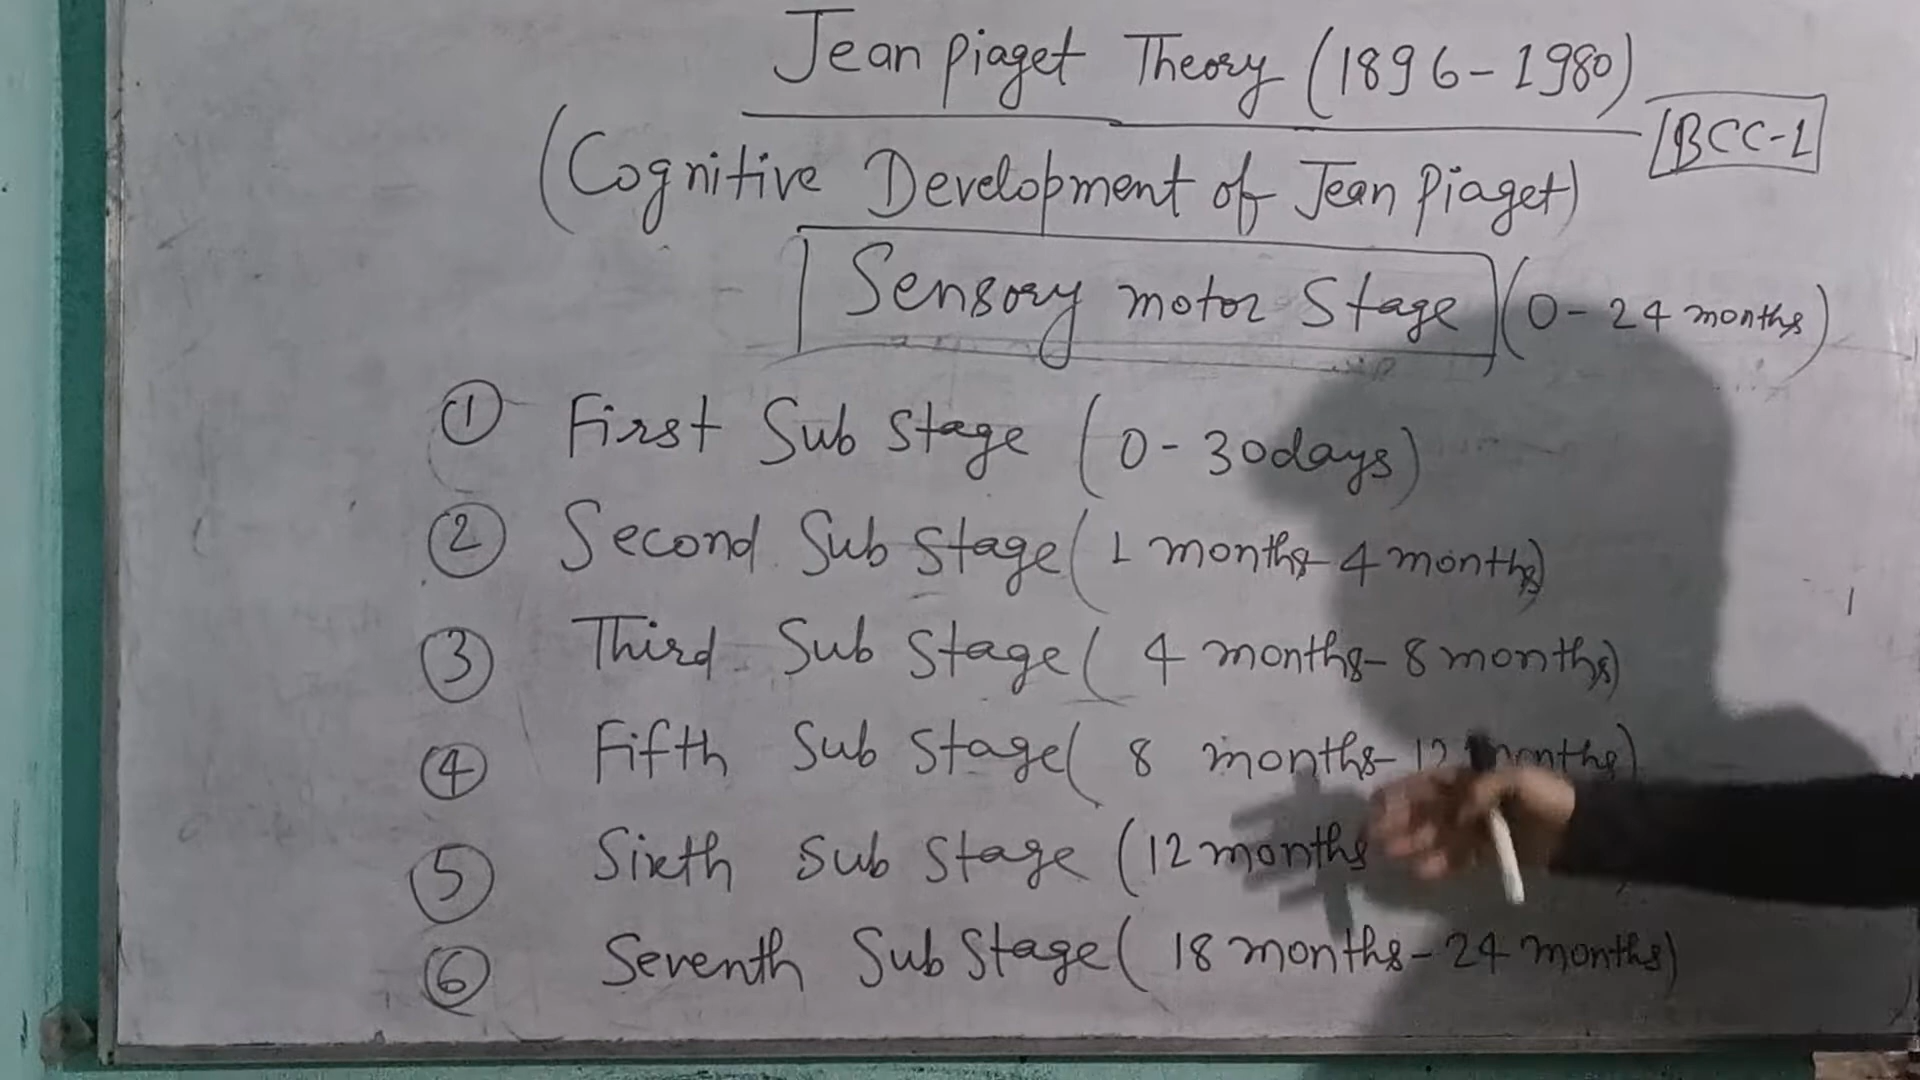 Jean Piaget Theory (1896-1980)
BCC-1
(Cognitive Development of Jean Piaget)
Sensory motor Stage (0-24 months)
① First Sub Stage (0-30days)
② Second Sub Stage (1 months-4 months)
③ Third Sub Stage (4 months-8 months)
④ Fifth Sub Stage (8 months-12 months)
⑤ Sixth Sub Stage (12 months
⑥ Seventh Sub Stage (18 months-24 months)